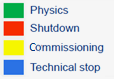 Physics
Shutdown
Commissioning
Technical stop